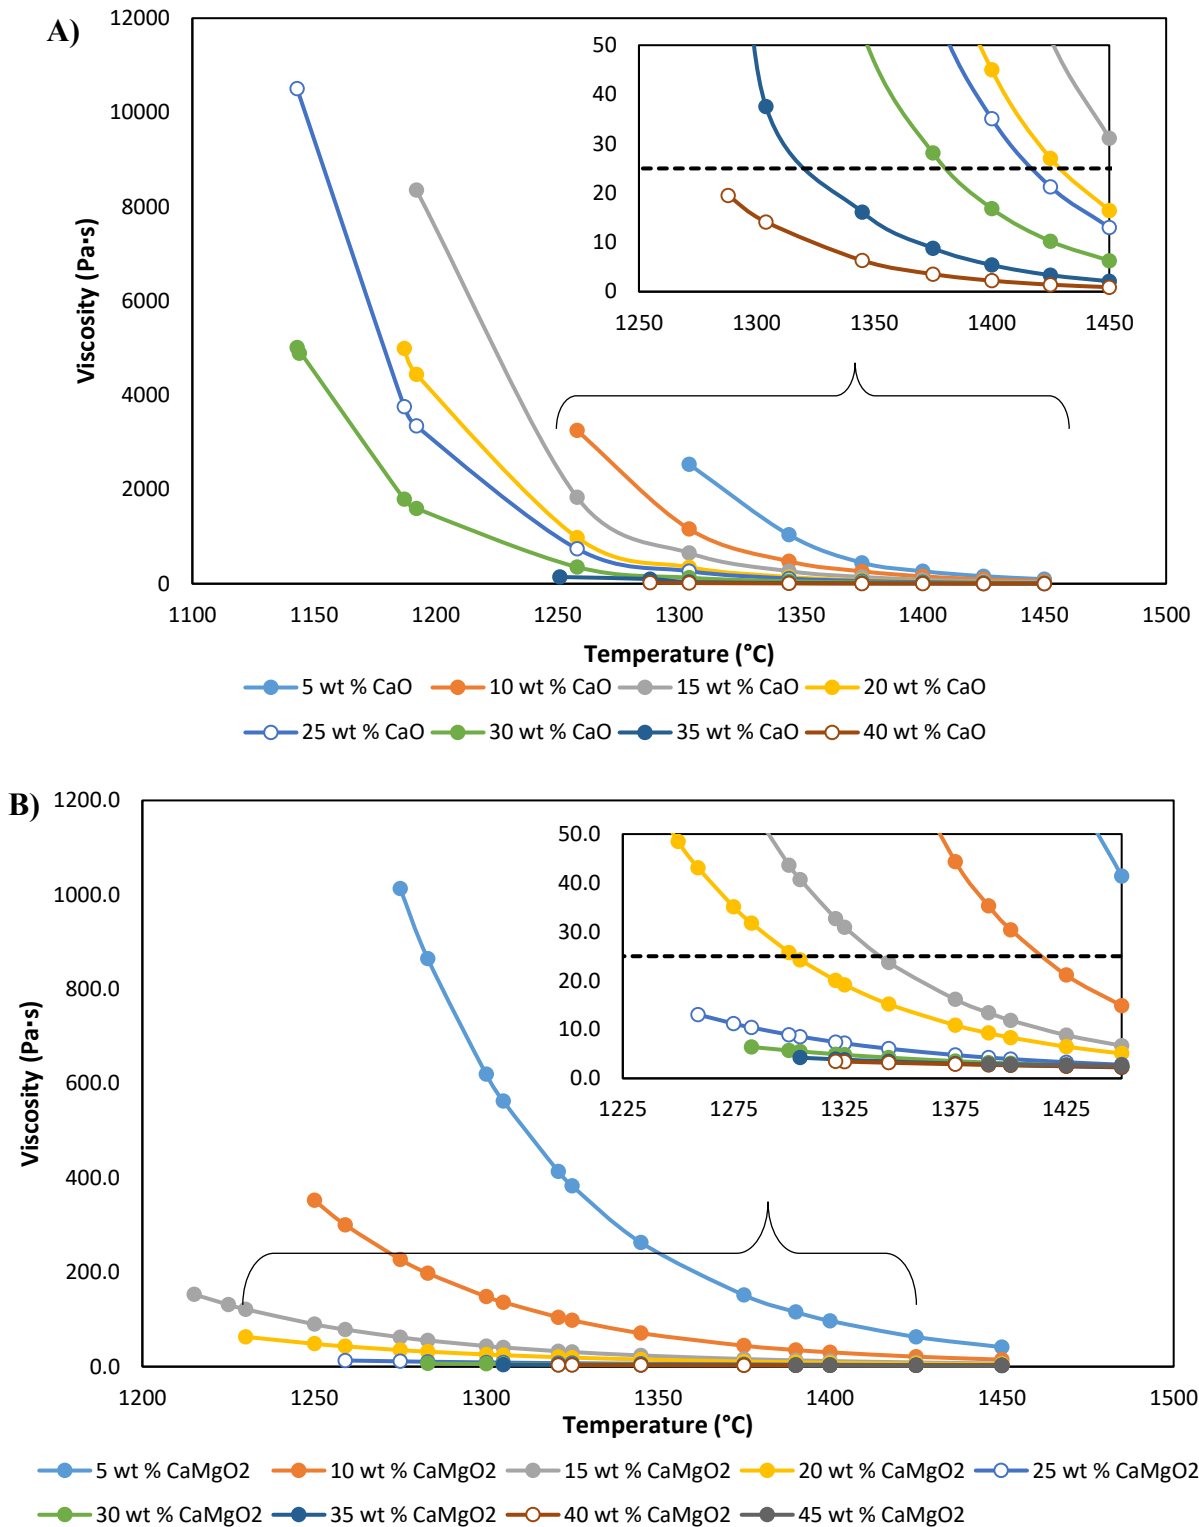 A)
12000
10000
8000
6000
4000
2000
0
Viscosity (Pa•s)
50
40
30
20
10
0
1250 1300 1350 1400 1450
1100 1150 1200 1250 1300 1350 1400 1450 1500
Temperature (°C)
5 wt % CaO 10 wt % CaO 15 wt % CaO 20 wt % CaO
25 wt % CaO 30 wt % CaO 35 wt % CaO 40 wt % CaO
B)
1200.0
1000.0
800.0
600.0
400.0
200.0
0.0
Viscosity (Pa•s)
50.0
40.0
30.0
20.0
10.0
0.0
1225 1275 1325 1375 1425
1200 1250 1300 1350 1400 1450 1500
Temperature (°C)
5 wt % CaMgO2 10 wt % CaMgO2 15 wt % CaMgO2 20 wt % CaMgO2 25 wt % CaMgO2
30 wt % CaMgO2 35 wt % CaMgO2 40 wt % CaMgO2 45 wt % CaMgO2